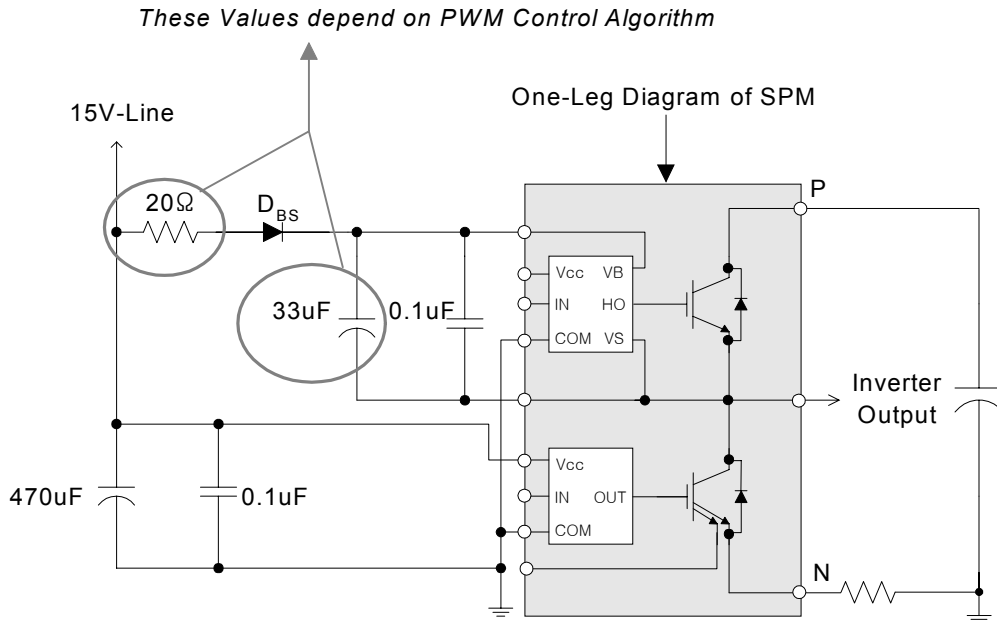 These Values depend on PWM Control Algorithm
One-Leg Diagram of SPM
15V-Line
P
20Ω
D_BS
Vcc
VB
IN
HO
COM
VS
33uF
0.1uF
Inverter
Output
Vcc
IN
OUT
COM
470uF
0.1uF
N